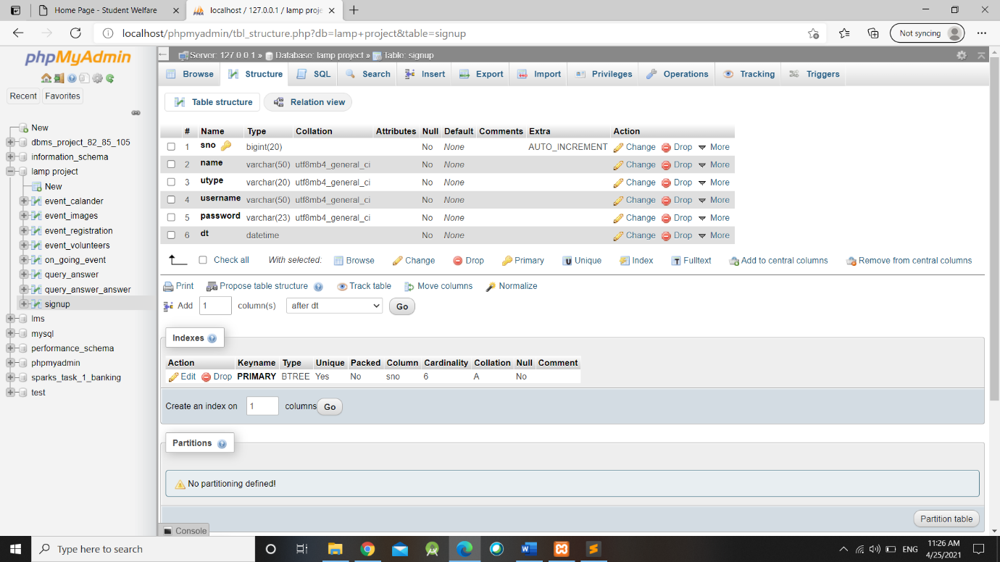 Home Page - Student Welfare
localhost / 127.0.0.1 / lamp proje
localhost/phpmyadmin/tbl_structure.php?db=lamp+project&table=signup
Not syncing
phpMyAdmin
Recent Favorites
New
dbms_project_82_85_105
information_schema
lamp project
New
event_calander
event_images
event_registration
event_volunteers
on_going_event
query_answer
query_answer_answer
signup
lms
mysql
performance_schema
phpmyadmin
sparks_task_1_banking
test
Server: 127.0.0.1 » Database: lamp project » Table: signup
Browse Structure SQL Search Insert Export Import Privileges Operations Tracking Triggers
Table structure Relation view
# Name Type Collation Attributes Null Default Comments Extra Action
1 sno bigint(20) No None AUTO_INCREMENT Change Drop More
2 name varchar(50) utf8mb4_general_ci No None Change Drop More
3 utype varchar(20) utf8mb4_general_ci No None Change Drop More
4 username varchar(50) utf8mb4_general_ci No None Change Drop More
5 password varchar(23) utf8mb4_general_ci No None Change Drop More
6 dt datetime No None Change Drop More
Check all With selected: Browse Change Drop Primary Unique Index Fulltext Add to central columns Remove from central columns
Print Propose table structure Track table Move columns Normalize
Add 1 column(s) after dt Go
Indexes
Action Keyname Type Unique Packed Column Cardinality Collation Null Comment
Edit Drop PRIMARY BTREE Yes No sno 6 A No
Create an index on 1 columns Go
Partitions
No partitioning defined!
Partition table
Console
Type here to search
ENG
11:26 AM
4/25/2021